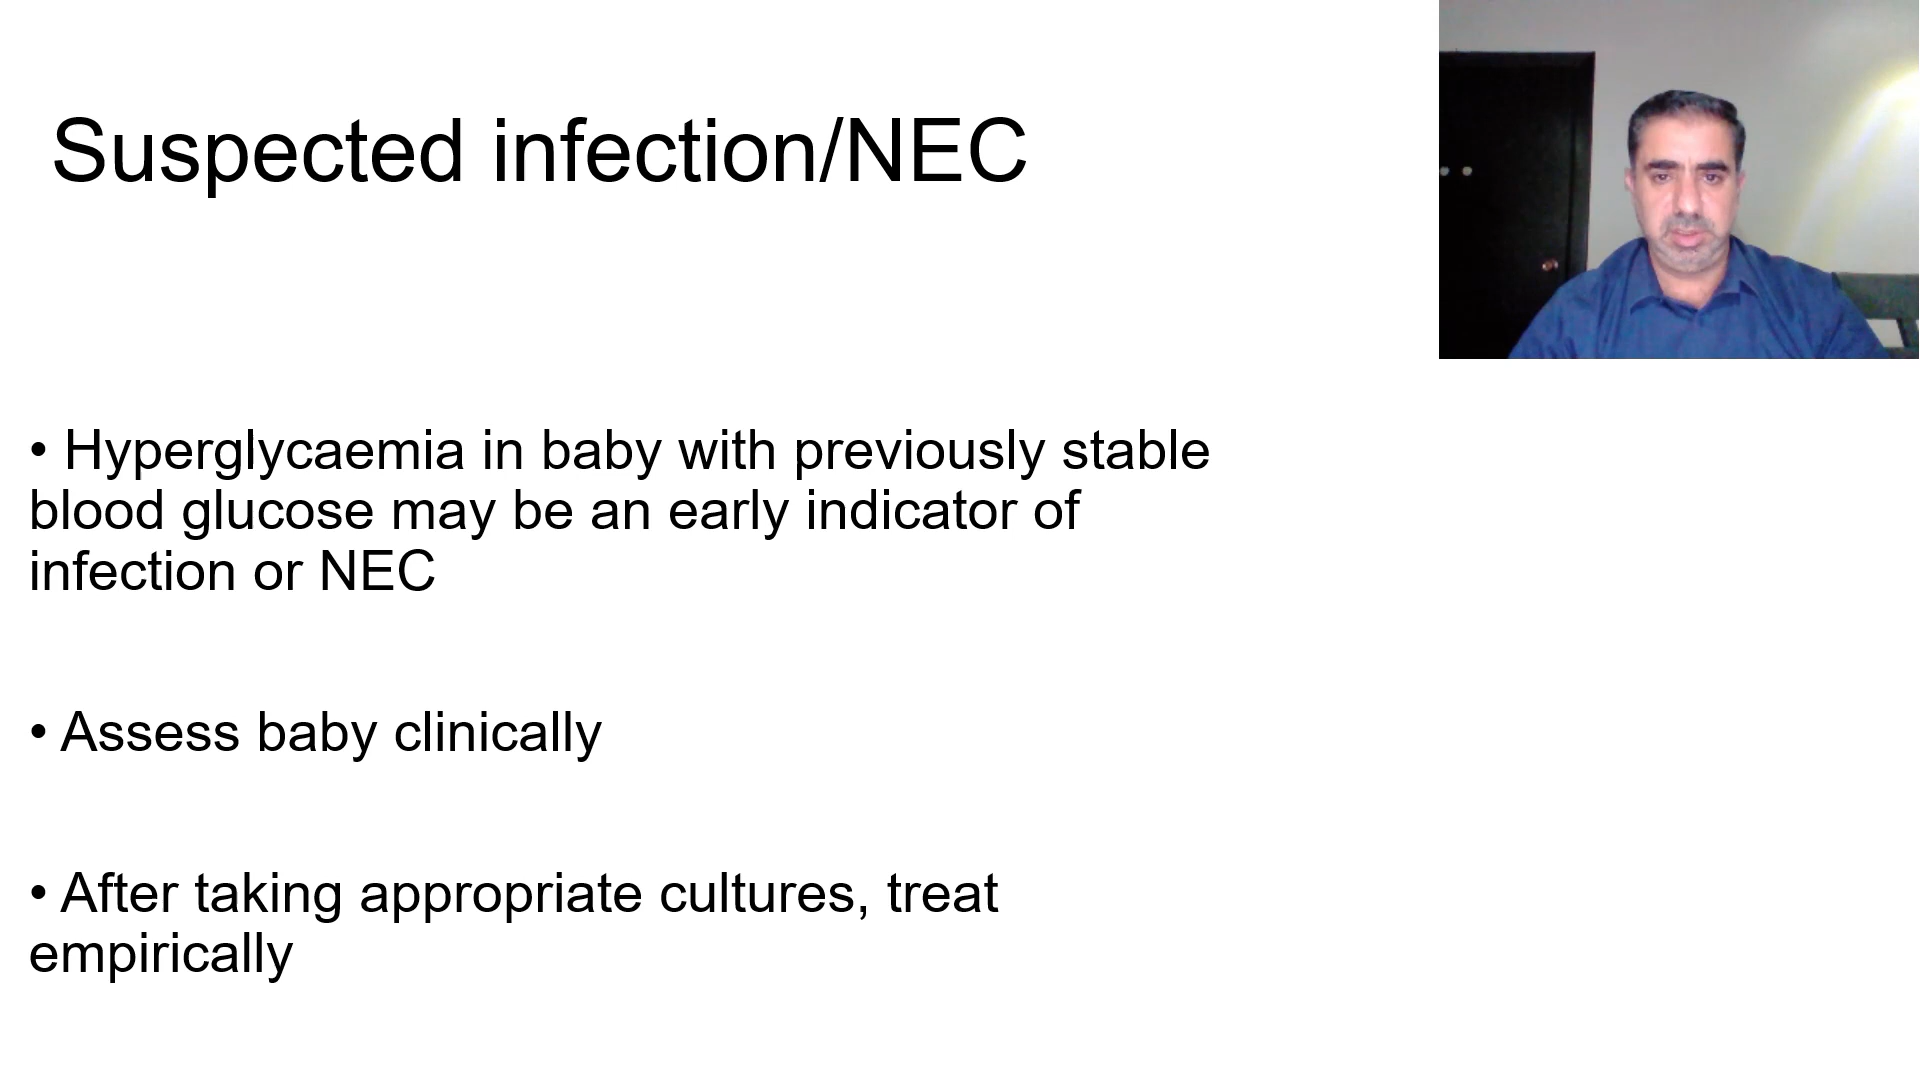 Suspected infection/NEC
• Hyperglycaemia in baby with previously stable
blood glucose may be an early indicator of
infection or NEC
• Assess baby clinically
• After taking appropriate cultures, treat
empirically